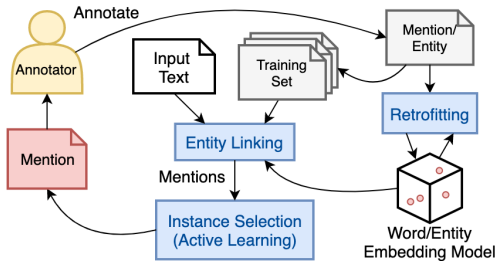 Annotate
Annotator
Input
Text
Training
Set
Mention/
Entity
Retrofitting
Entity Linking
Mention
Mentions
Instance Selection
(Active Learning)
Word/Entity
Embedding Model